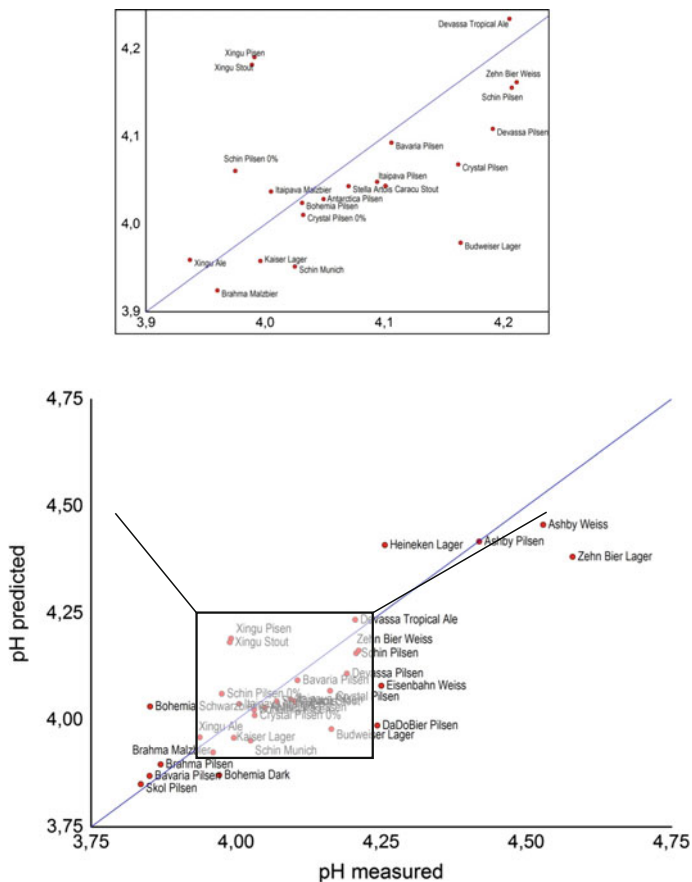 4,2
4,1
4,0
3,9
Devassa Tropical Ale
Xingu Pisen
Xingu Stout
Zehn Bier Weiss
Schin Pilsen
Devassa Pilsen
Bavaria Pilsen
Schin Pilsen 0%
Crystal Pilsen
Itaipava Pilsen
Itaipava Malzbier
Stella Artois Caracu Stout
Antarctica Pilsen
Bohemia Pilsen
Crystal Pilsen 0%
Budweiser Lager
Xingu Ale
Kaiser Lager
Schin Munich
Brahma Malzbier
3,9 4,0 4,1 4,2
pH predicted
4,75
4,50
4,25
4,00
3,75
Ashby Weiss
Heineken Lager
Ashby Pilsen
Zehn Bier Lager
Devassa Tropical Ale
Xingu Pisen
Xingu Stout
Zehn Bier Weiss
Schin Pilsen
Devassa Pilsen
Bavaria Pilsen
Eisenbahn Weiss
Schin Pilsen 0%
Crystal Pilsen
Bohemia Schwarzbier
Crystal Pilsen 0%
DaDoBier Pilsen
Xingu Ale
Budweiser Lager
Kaiser Lager
Schin Munich
Brahma Malzbier
Brahma Pilsen
Bavaria Pilsen
Bohemia Dark
Skol Pilsen
3,75 4,00 4,25 4,50 4,75
pH measured